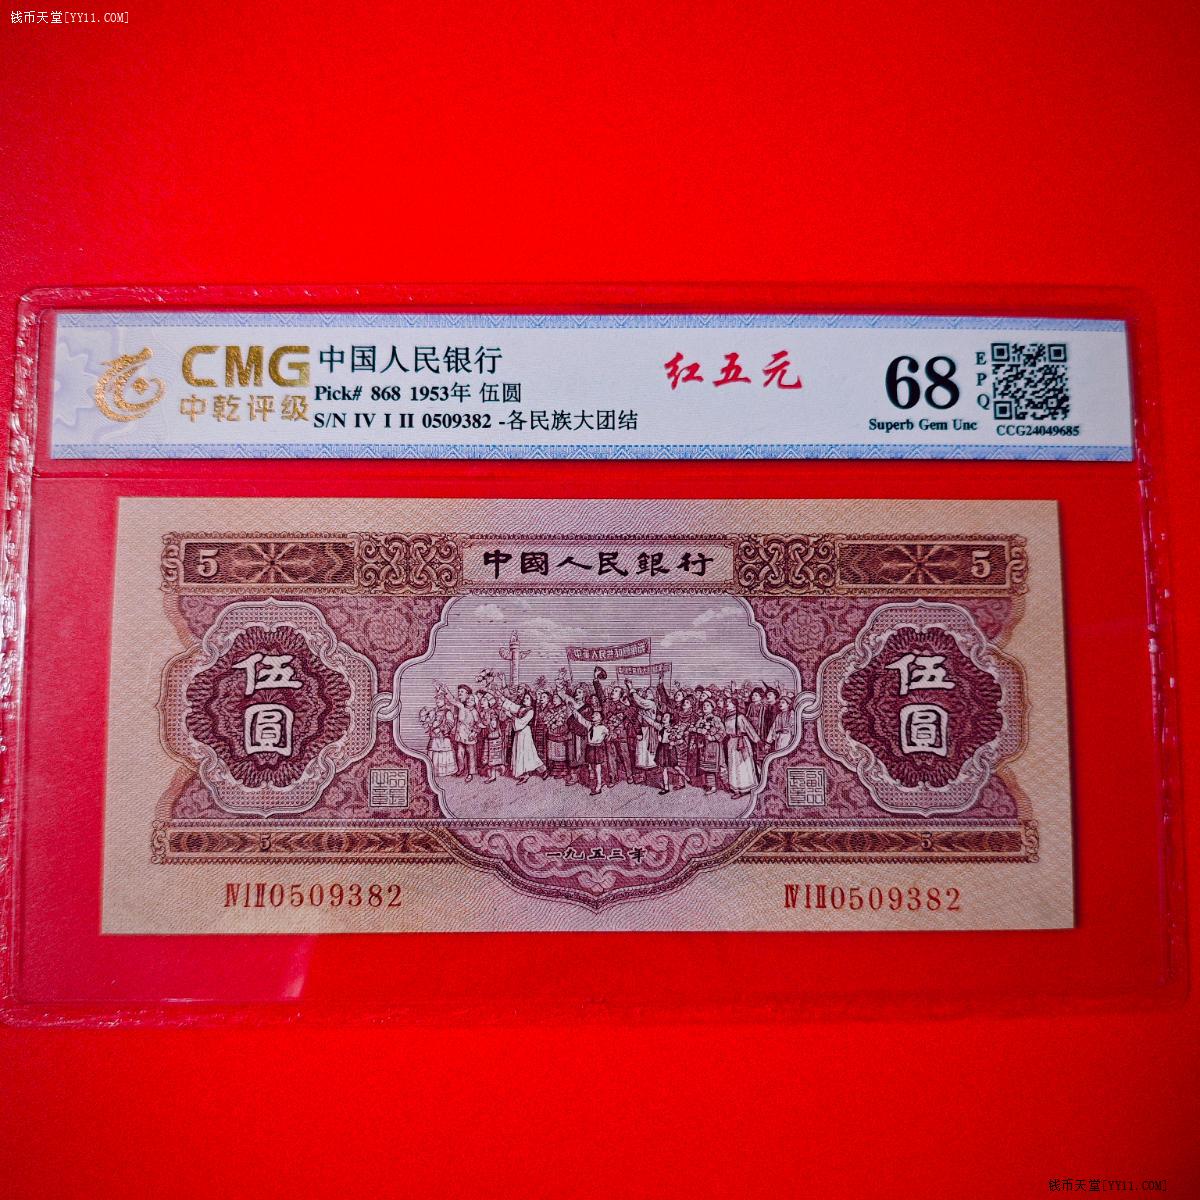 钱币天堂[YY11.COM]
CMG
中乾评级
中国人民银行
Pick# 868 1953年 伍圆
S/N IV I II 0509382 -各民族大团结
红五元
68
EPQ
Superb Gem Unc
CCG24049685
5
中國人民銀行
5
伍圓
伍圓
5
一九五三年
5
ⅣⅠⅡ0509382
ⅣⅠⅡ0509382
钱币天堂[YY11.COM]